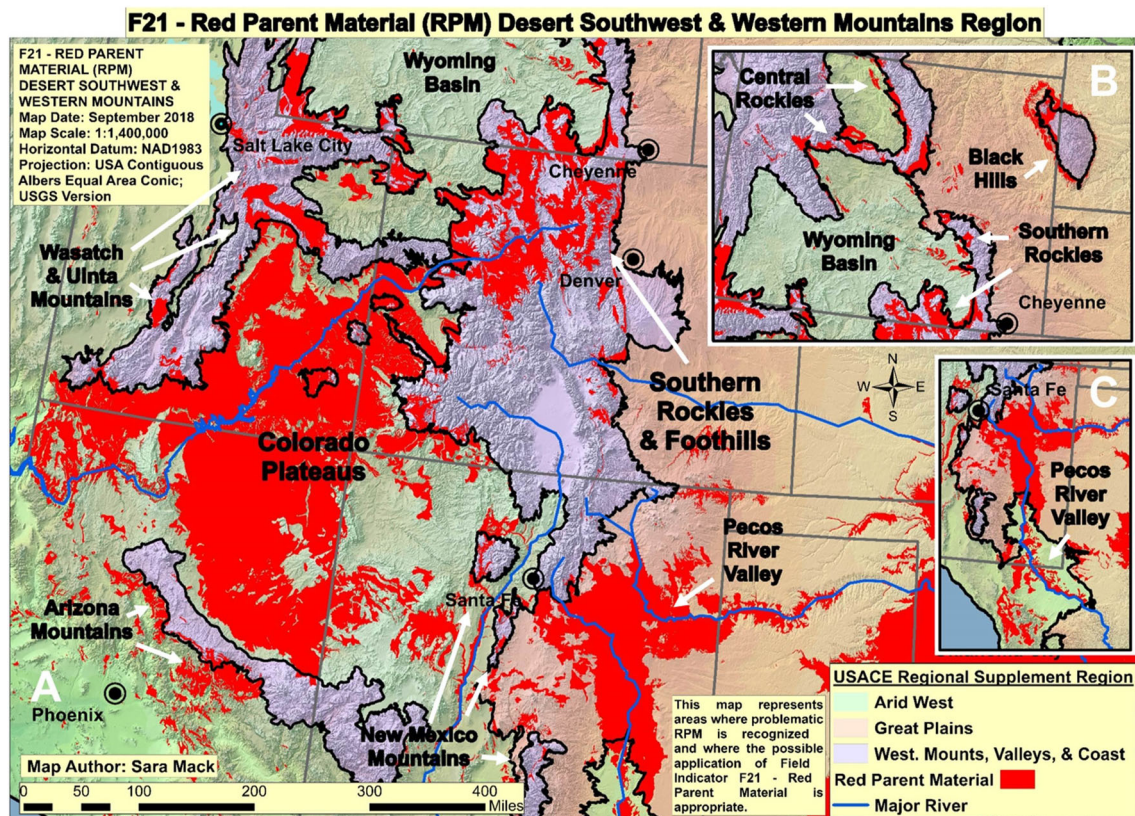 F21 - Red Parent Material (RPM) Desert Southwest & Western Mountains Region
F21 - RED PARENT
MATERIAL (RPM)
DESERT SOUTHWEST &
WESTERN MOUNTAINS
Map Date: September 2018
Map Scale: 1:1,400,000
Horizontal Datum: NAD1983
Projection: USA Contiguous
Albers Equal Area Conic;
USGS Version
Wyoming
Basin
Salt Lake City
Cheyenne
Wasatch
& Uinta
Mountains
Denver
Southern
Rockies
& Foothills
Colorado
Plateaus
Pecos
River
Valley
Santa Fe
Arizona
Mountains
A
Phoenix
New Mexico
Mountains
Map Author: Sara Mack
0 50 100 200 300 400
Miles
B
Central
Rockies
Black
Hills
Wyoming
Basin
Southern
Rockies
Cheyenne
N
W E
S
C
Santa Fe
Pecos
River
Valley
This map represents
areas where problematic
RPM is recognized
and where the possible
application of Field
Indicator F21 - Red
Parent Material is
appropriate.
USACE Regional Supplement Region
Arid West
Great Plains
West. Mounts, Valleys, & Coast
Red Parent Material
Major River